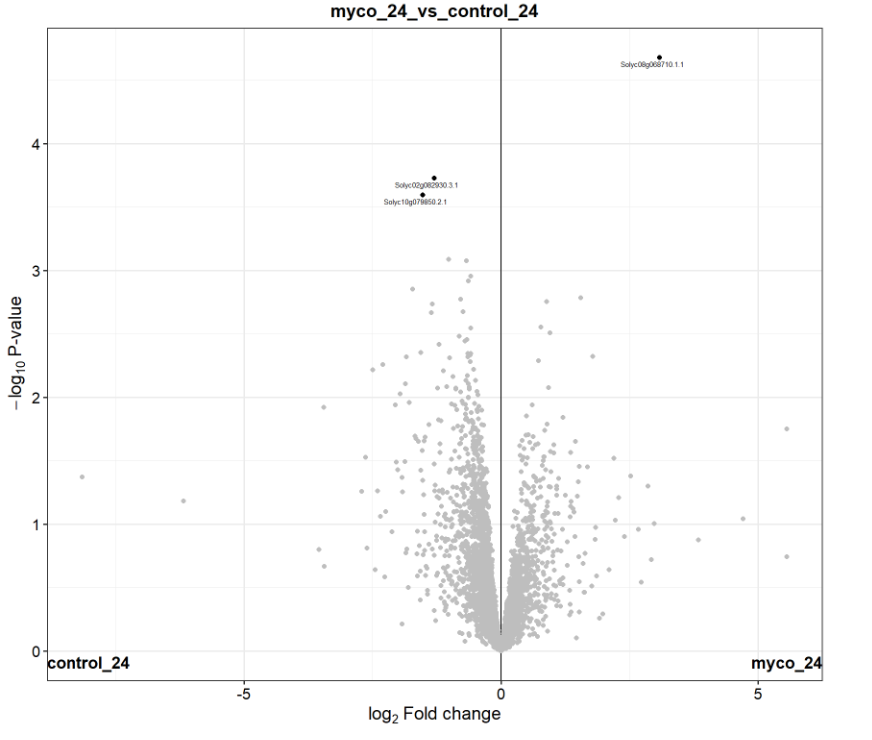 myco_24_vs_control_24
Solyc08g068710.1.1
4
Solyc02g082930.3.1
Solyc10g079850.2.1
3
2
1
0
control_24
myco_24
-5
0
5
log2 Fold change
−log10 P-value